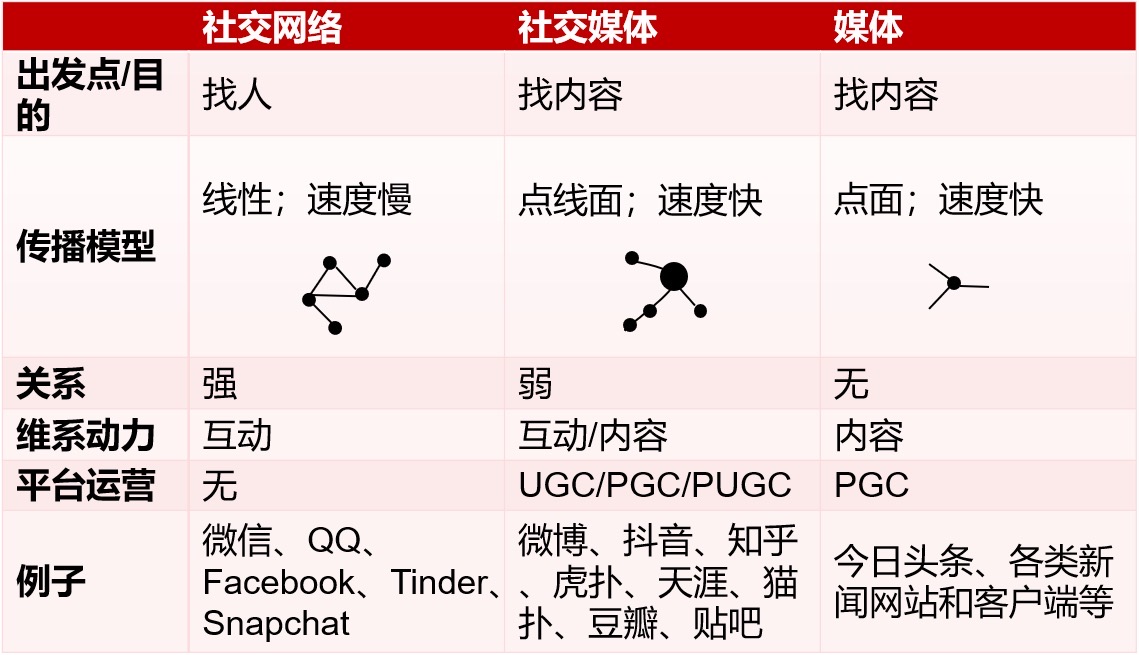 社交网络 社交媒体 媒体
出发点/目
的
找人 找内容 找内容
传播模型
线性；速度慢 点线面；速度快 点面；速度快
关系 强 弱 无
维系动力 互动 互动/内容 内容
平台运营 无 UGC/PGC/PUGC PGC
例子
微信、QQ、
Facebook、Tinder、
Snapchat
微博、抖音、知乎
、虎扑、天涯、猫
扑、豆瓣、贴吧
今日头条、各类新
闻网站和客户端等